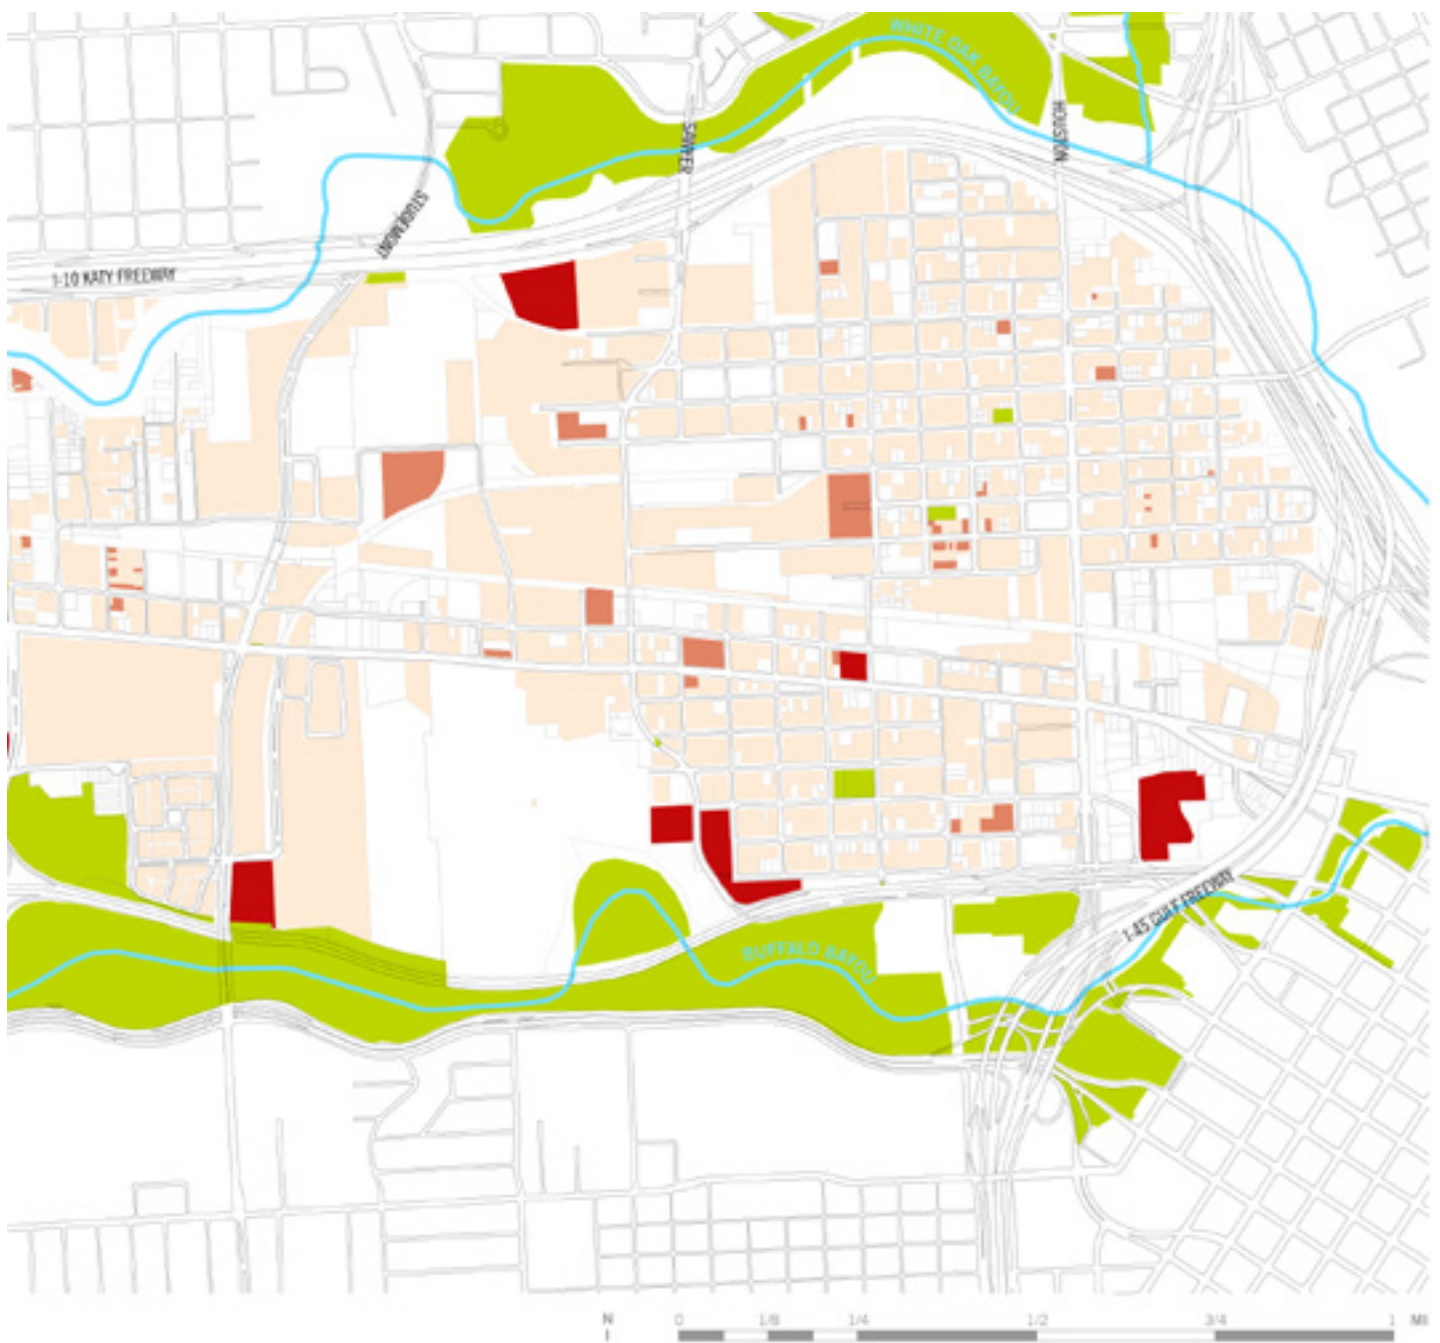 WHITE OAK BAYOU
HOUSTON
SAWYER
STUDEMONT
I-10 KATY FREEWAY
I-45 GULF FREEWAY
BUFFALO BAYOU
N 0 1/8 1/4 1/2 3/4 1 MI